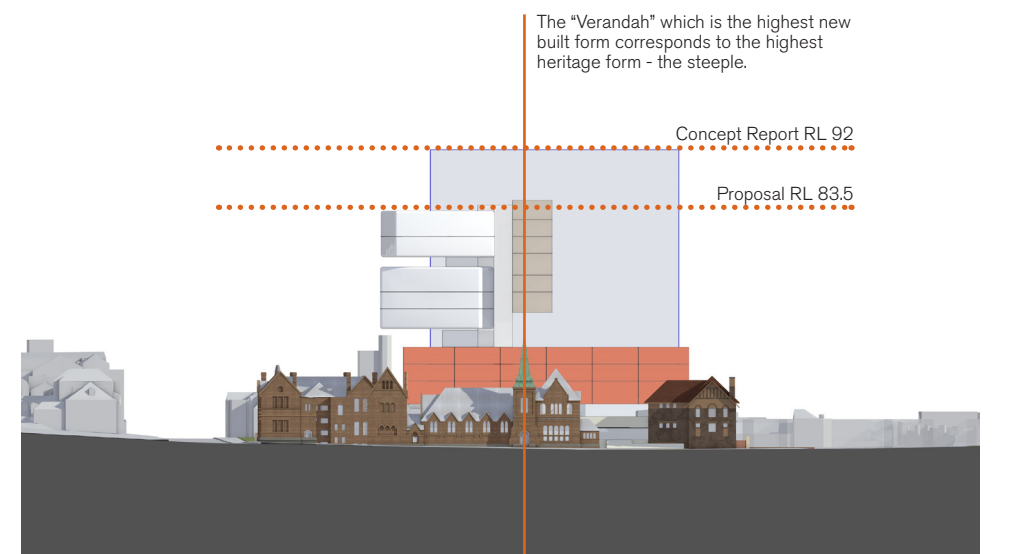 The “Verandah” which is the highest new
built form corresponds to the highest
heritage form - the steeple.
Concept Report RL 92
Proposal RL 83.5